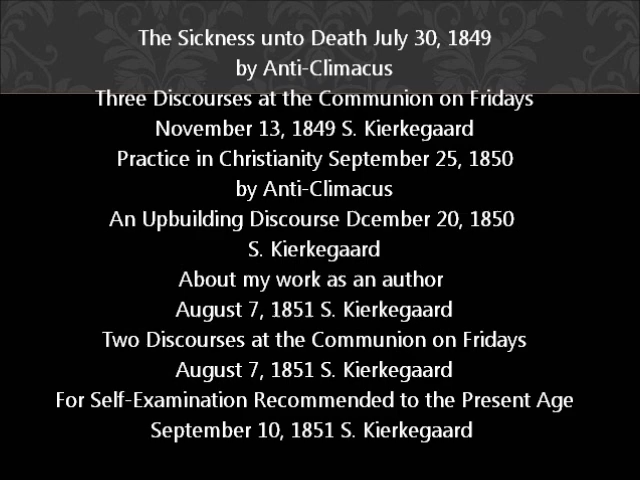 The Sickness unto Death July 30, 1849
by Anti-Climacus
Three Discourses at the Communion on Fridays
November 13, 1849 S. Kierkegaard
Practice in Christianity September 25, 1850
by Anti-Climacus
An Upbuilding Discourse Dcember 20, 1850
S. Kierkegaard
About my work as an author
August 7, 1851 S. Kierkegaard
Two Discourses at the Communion on Fridays
August 7, 1851 S. Kierkegaard
For Self-Examination Recommended to the Present Age
September 10, 1851 S. Kierkegaard